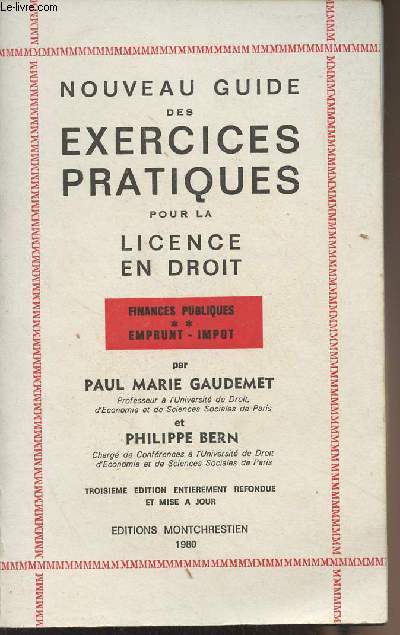 Le-livre.com
NOUVEAU GUIDE
DES
EXERCICES
PRATIQUES
POUR LA
LICENCE
EN DROIT
FINANCES PUBLIQUES
* *
EMPRUNT - IMPOT
par
PAUL MARIE GAUDEMET
Professeur à l'Université de Droit,
d'Economie et de Sciences Sociales de Paris
et
PHILIPPE BERN
Chargé de Conférences à l'Université de Droit
d'Economie et de Sciences Sociales de Paris
TROISIEME EDITION ENTIEREMENT REFONDUE
ET MISE A JOUR
EDITIONS MONTCHRESTIEN
1980